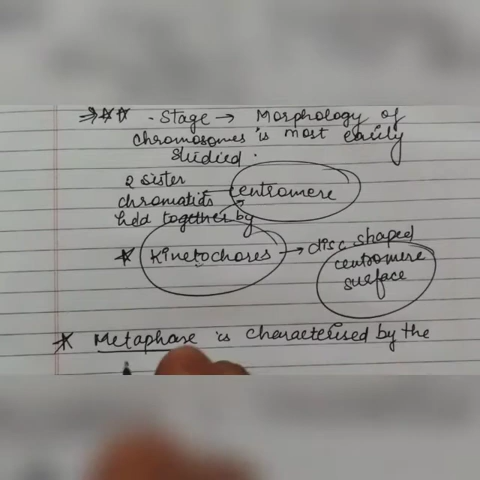 ⇒☆☆ - Stage → Morphology of
chromosomes is most easily
studied.
2 sister
chromatids centromere
held together by
* Kinetochores → disc shaped
centromere
surface
* Metaphase is characterised by the